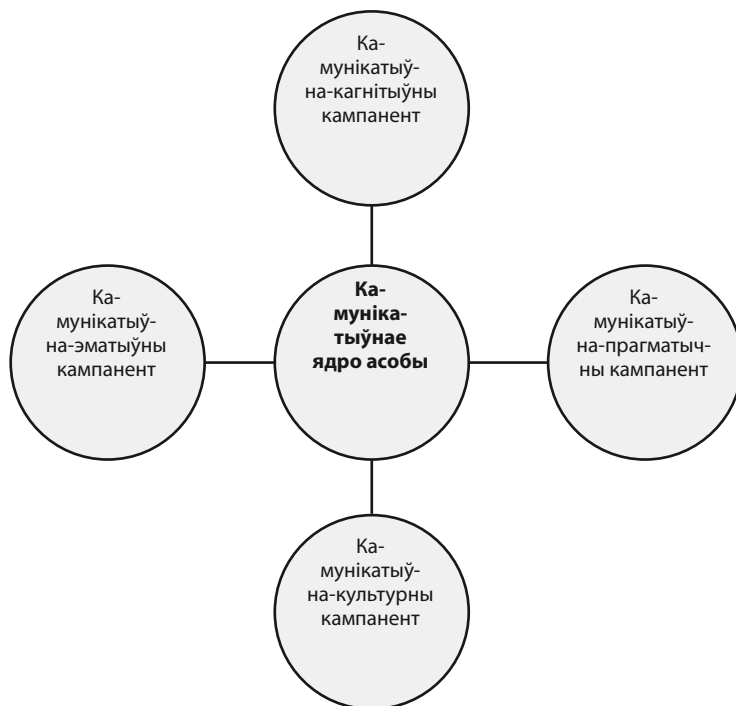 Ка-
мунікатыў-
на-кагнітыўны
кампанент
Ка-
мунікатыў-
на-эматыўны
кампанент
Ка-
муніка-
тыўнае
ядро асобы
Ка-
мунікатыў-
на-прагматыч-
ны кампанент
Ка-
мунікатыў-
на-культурны
кампанент